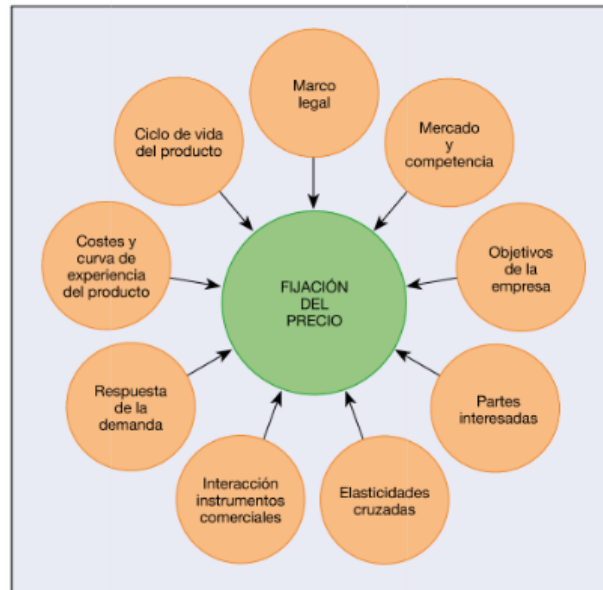 Marco
legal
Mercado
y
competencia
Objetivos
de la
empresa
Partes
interesadas
Elasticidades
cruzadas
Interacción
instrumentos
comerciales
Respuesta
de la
demanda
Costes y
curva de
experiencia
del producto
Ciclo de vida
del producto
FIJACIÓN
DEL
PRECIO